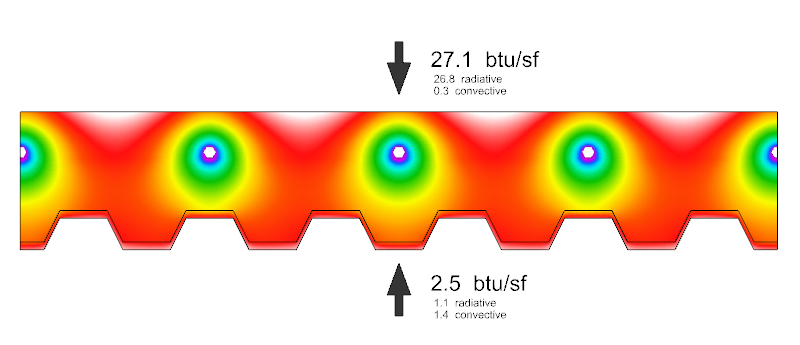 27.1 btu/sf
26.8 radiative
0.3 convective
2.5 btu/sf
1.1 radiative
1.4 convective